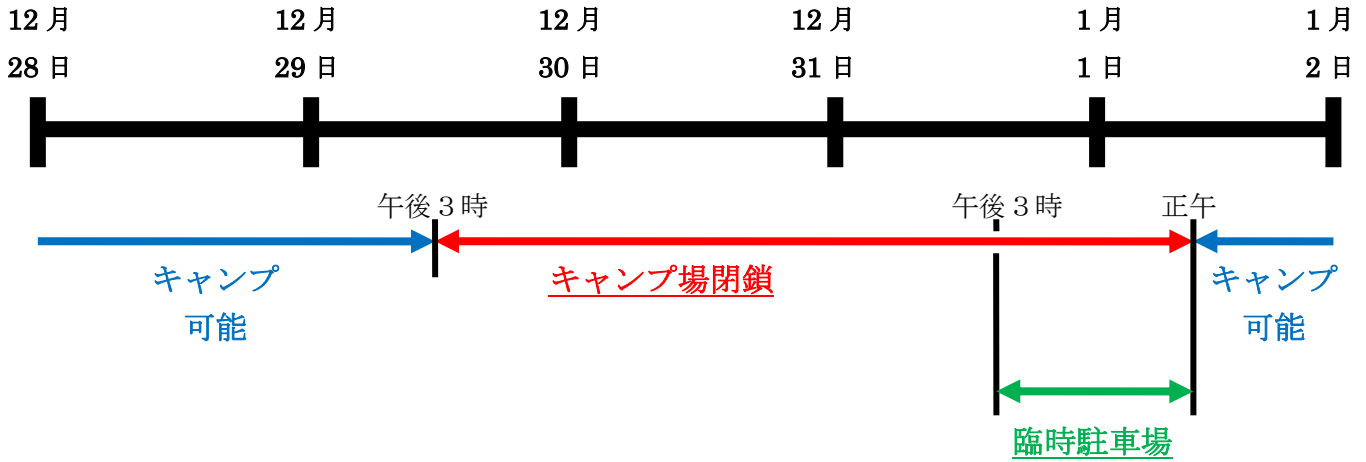 12月 12月 12月 12月 1月 1月
28日 29日 30日 31日 1日 2日
午後３時 午後３時 正午
キャンプ キャンプ場閉鎖 キャンプ
可能 可能
臨時駐車場